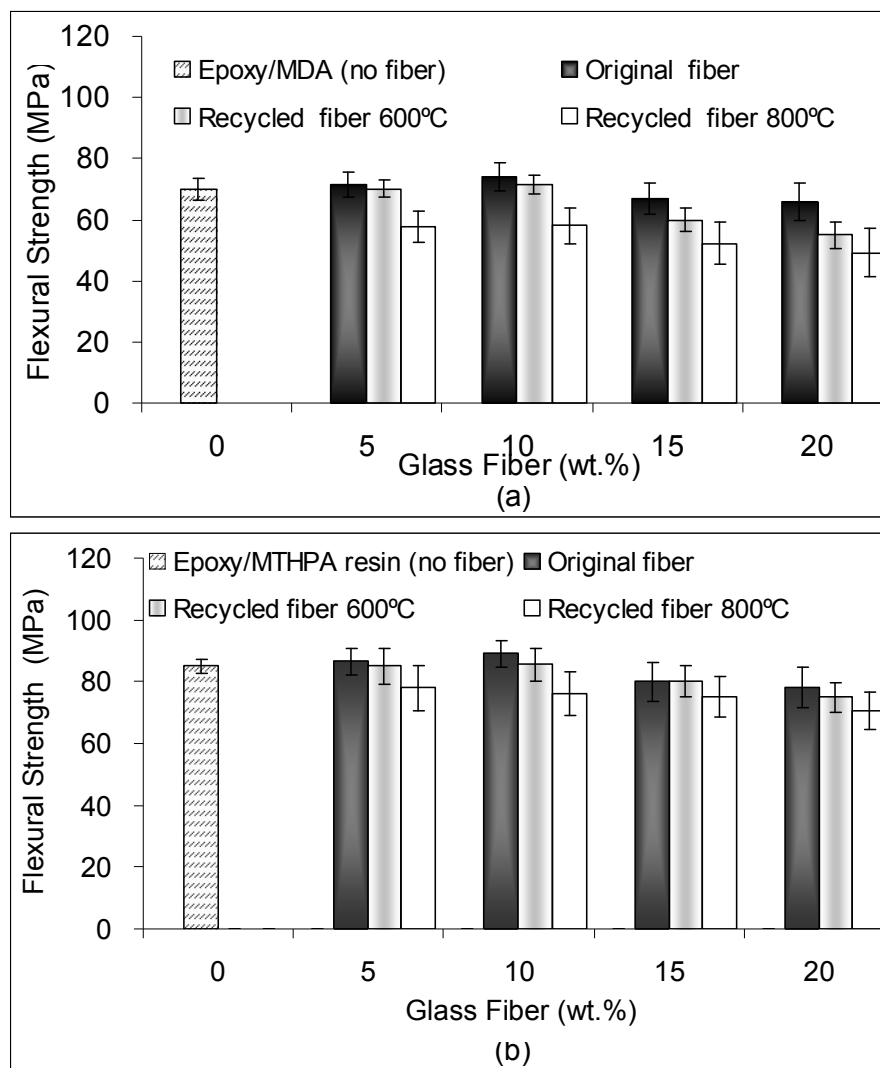 120
100
80
60
40
20
0
Flexural Strength (MPa)
Epoxy/MDA (no fiber)
Original fiber
Recycled fiber 600ºC
Recycled fiber 800ºC
0 5 10 15 20
Glass Fiber (wt.%)
(a)
120
100
80
60
40
20
0
Flexural Strength (MPa)
Epoxy/MTHPA resin (no fiber)
Original fiber
Recycled fiber 600ºC
Recycled fiber 800ºC
0 5 10 15 20
Glass Fiber (wt.%)
(b)